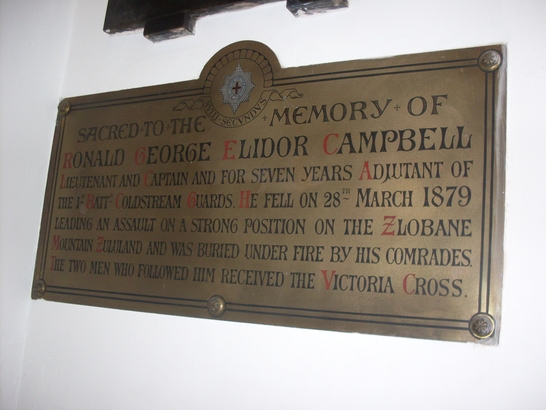 NULLI SECUNDUS
SACRED · TO · THE + MEMORY + OF
RONALD GEORGE ELIDOR CAMPBELL
LIEUTENANT AND CAPTAIN AND FOR SEVEN YEARS ADJUTANT OF
THE 1ST BATTN COLDSTREAM GUARDS. HE FELL ON 28TH MARCH 1879
LEADING AN ASSAULT ON A STRONG POSITION ON THE ZLOBANE
MOUNTAIN ZULULAND AND WAS BURIED UNDER FIRE BY HIS COMRADES.
THE TWO MEN WHO FOLLOWED HIM RECEIVED THE VICTORIA CROSS.